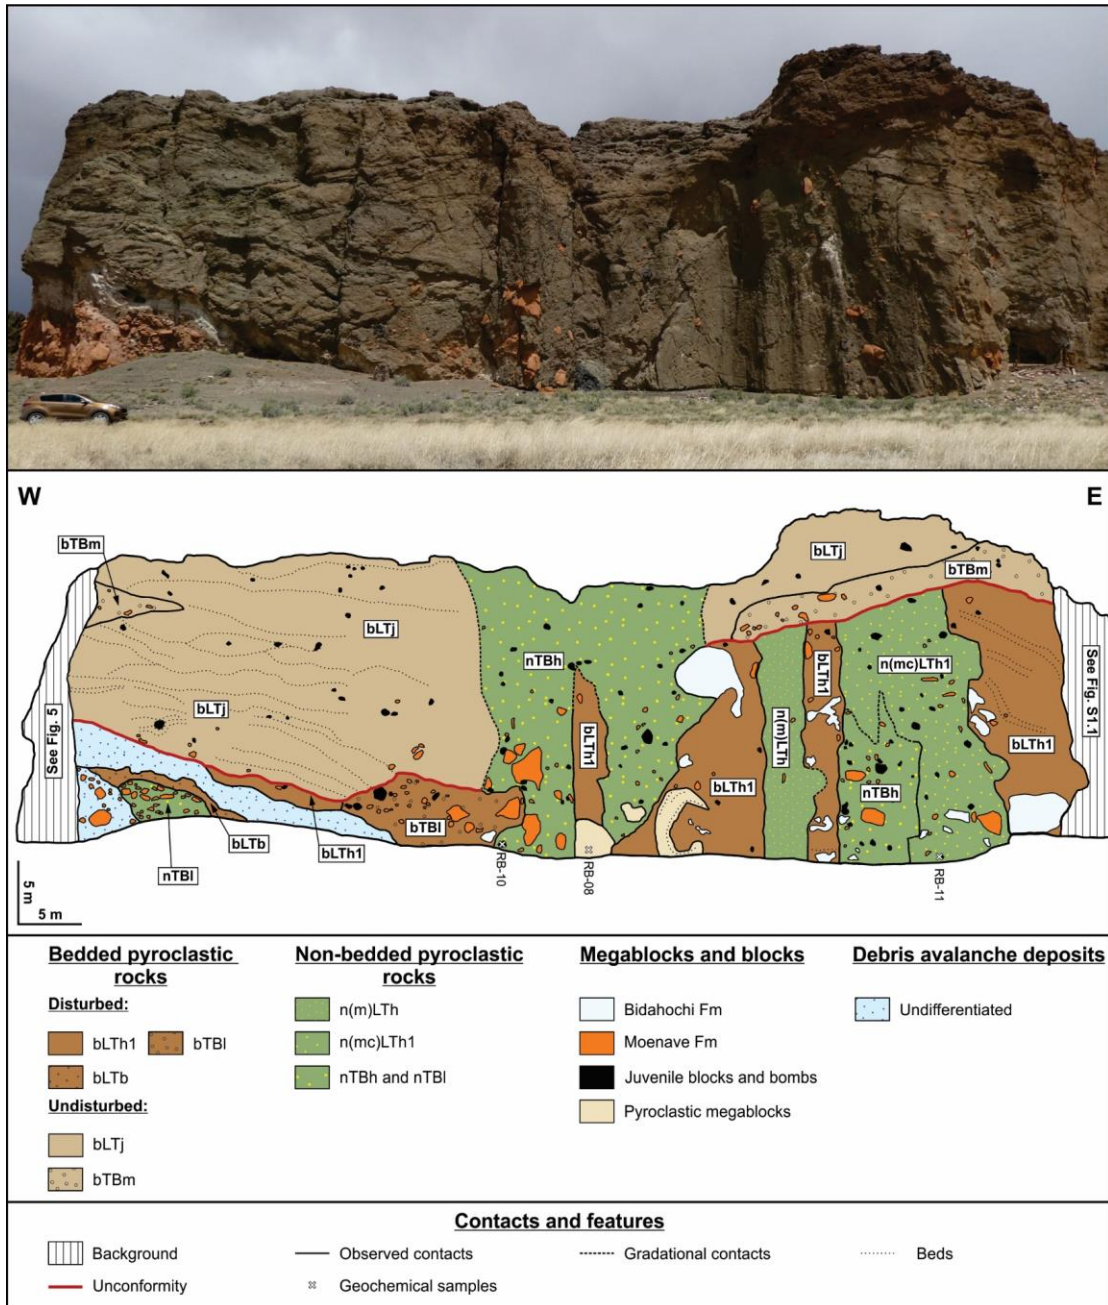 W
E
bTBm
bLTj
bLTj
bTBm
bLTj
nTBh
bLTh1
n(mc)LTh1
See Fig. 5
bLTj
bLTh1
n(m)LTh
bLTh1
bLTh1
See Fig. S1.1
nTBh
bTBl
bLTb
bLTh1
nTBl
RB-10
RB-08
RB-11
5 m
5 m
Bedded pyroclastic
rocks
Disturbed:
bLTh1
bTBl
bLTb
Undisturbed:
bLTj
bTBm
Non-bedded pyroclastic
rocks
n(m)LTh
n(mc)LTh1
nTBh and nTBl
Megablocks and blocks
Bidahochi Fm
Moenave Fm
Juvenile blocks and bombs
Pyroclastic megablocks
Debris avalanche deposits
Undifferentiated
Contacts and features
Background
Observed contacts
Gradational contacts
Beds
Unconformity
Geochemical samples